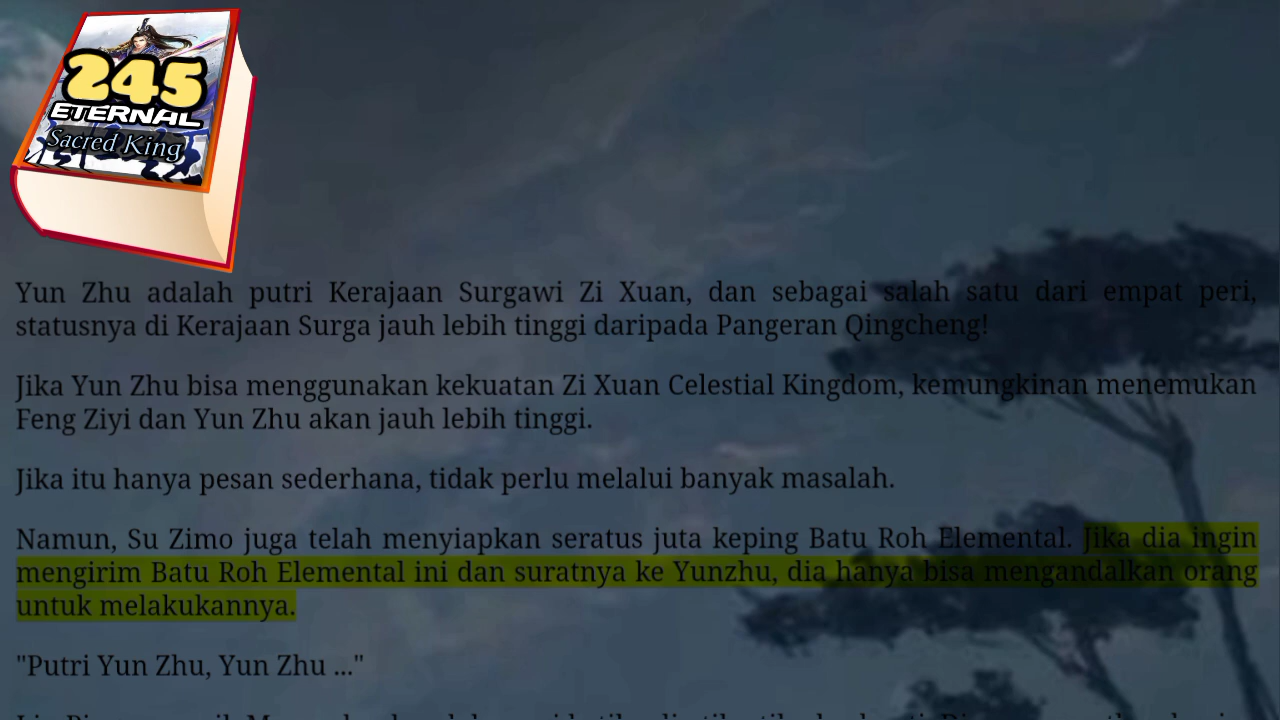 245
ETERNAL
Sacred King
Yun Zhu adalah putri Kerajaan Surgawi Zi Xuan, dan sebagai salah satu dari empat peri,
statusnya di Kerajaan Surga jauh lebih tinggi daripada Pangeran Qingcheng!
Jika Yun Zhu bisa menggunakan kekuatan Zi Xuan Celestial Kingdom, kemungkinan menemukan
Feng Ziyi dan Yun Zhu akan jauh lebih tinggi.
Jika itu hanya pesan sederhana, tidak perlu melalui banyak masalah.
Namun, Su Zimo juga telah menyiapkan seratus juta keping Batu Roh Elemental. Jika dia ingin
mengirim Batu Roh Elemental ini dan suratnya ke Yunzhu, dia hanya bisa mengandalkan orang
untuk melakukannya.
"Putri Yun Zhu, Yun Zhu ..."